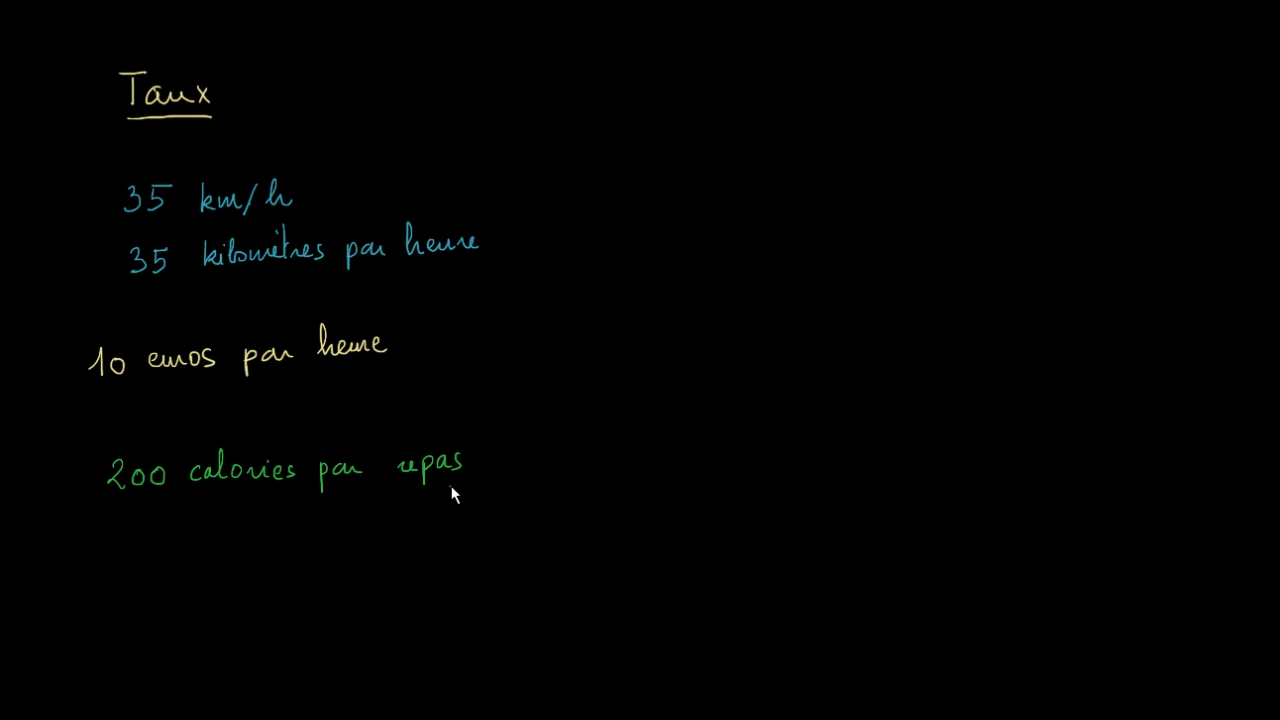 Taux
35 km/h
35 kilomètres par heure
10 euros par heure
200 calories par repas